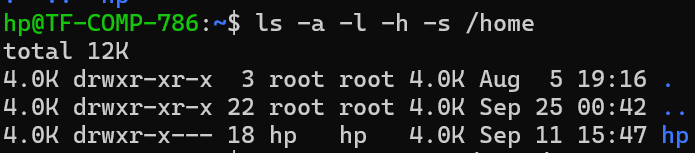 hp@TF-COMP-786:~$ ls -a -l -h -s /home
total 12K
4.0K drwxr-xr-x  3 root root 4.0K Aug  5 19:16 .
4.0K drwxr-xr-x 22 root root 4.0K Sep 25 00:42 ..
4.0K drwxr-x--- 18 hp   hp   4.0K Sep 11 15:47 hp